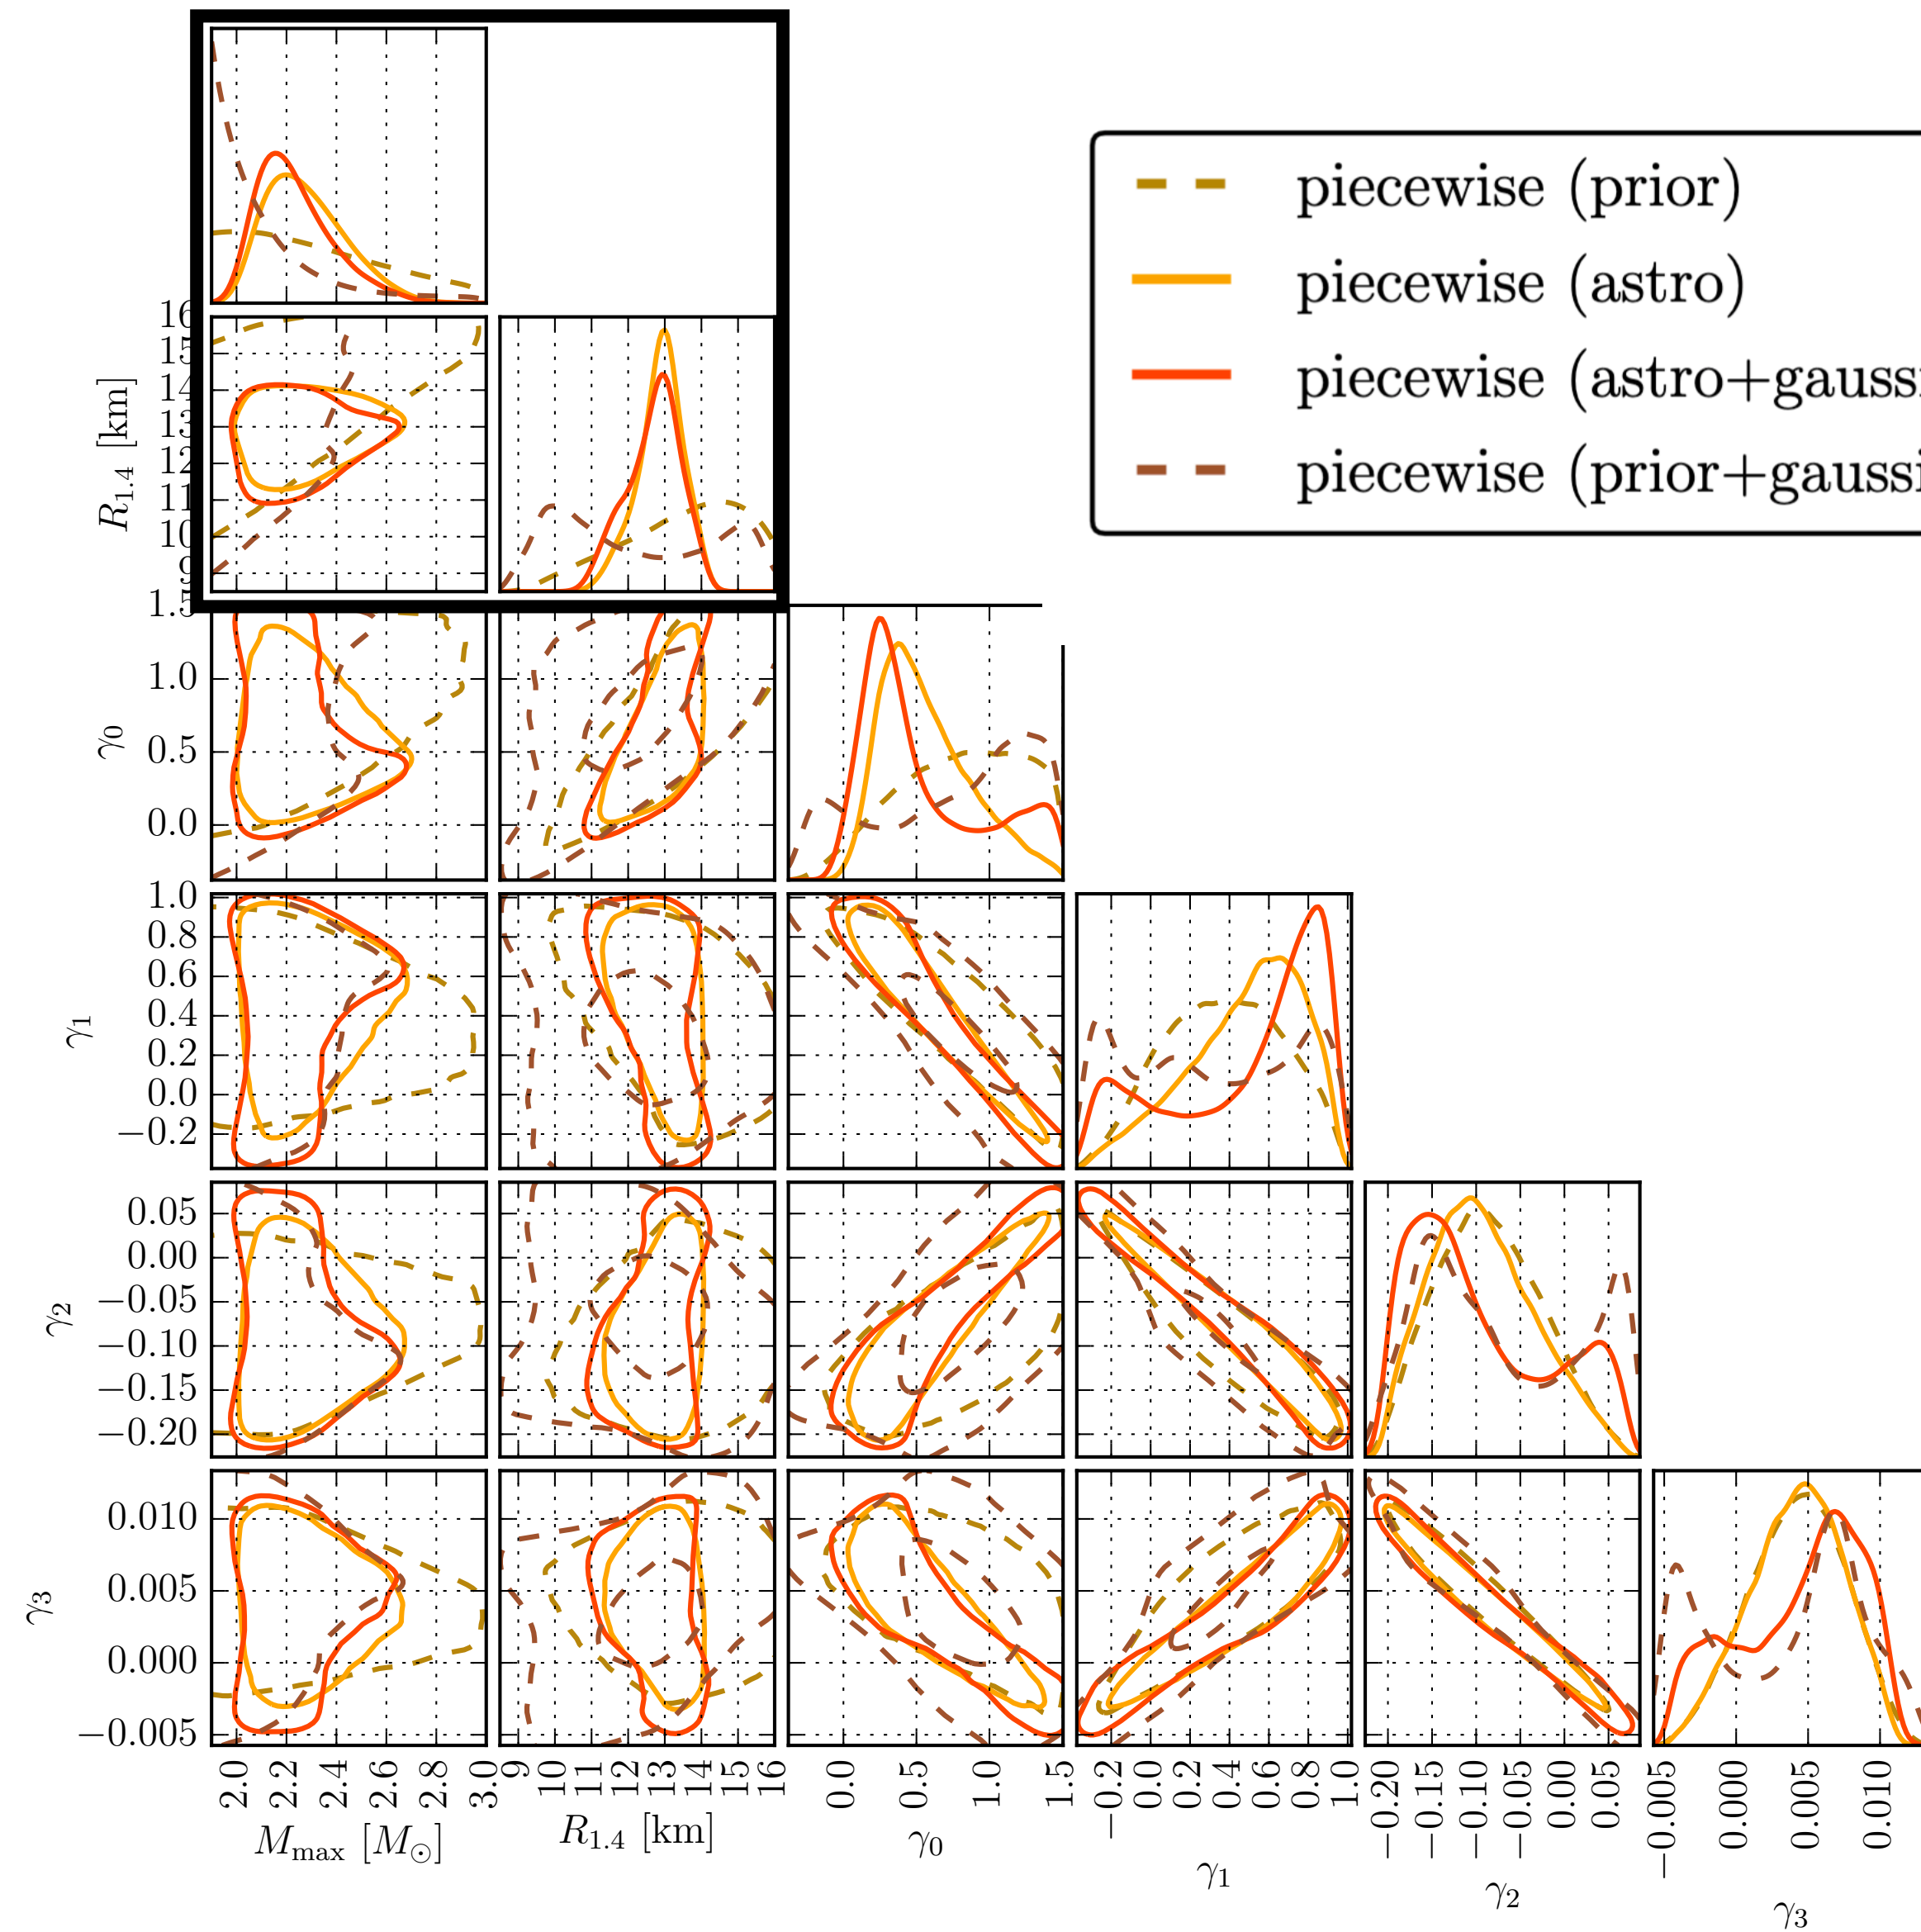 piecewise (prior)
piecewise (astro)
piecewise (astro+gaussi
piecewise (prior+gaussi
R1.4 [km]
16
15
14
13
12
11
10
9
γ0
1.5
1.0
0.5
0.0
γ1
1.0
0.8
0.6
0.4
0.2
0.0
−0.2
γ2
0.05
0.00
−0.05
−0.10
−0.15
−0.20
γ3
0.010
0.005
0.000
−0.005
2.0 2.2 2.4 2.6 2.8 3.0
Mmax [M⊙]
9 10 11 12 13 14 15 16
R1.4 [km]
0.0 0.5 1.0 1.5
γ0
−0.2 0.0 0.2 0.4 0.6 0.8 1.0
γ1
−0.20 −0.15 −0.10 −0.05 0.00 0.05
γ2
−0.005 0.000 0.005 0.010
γ3